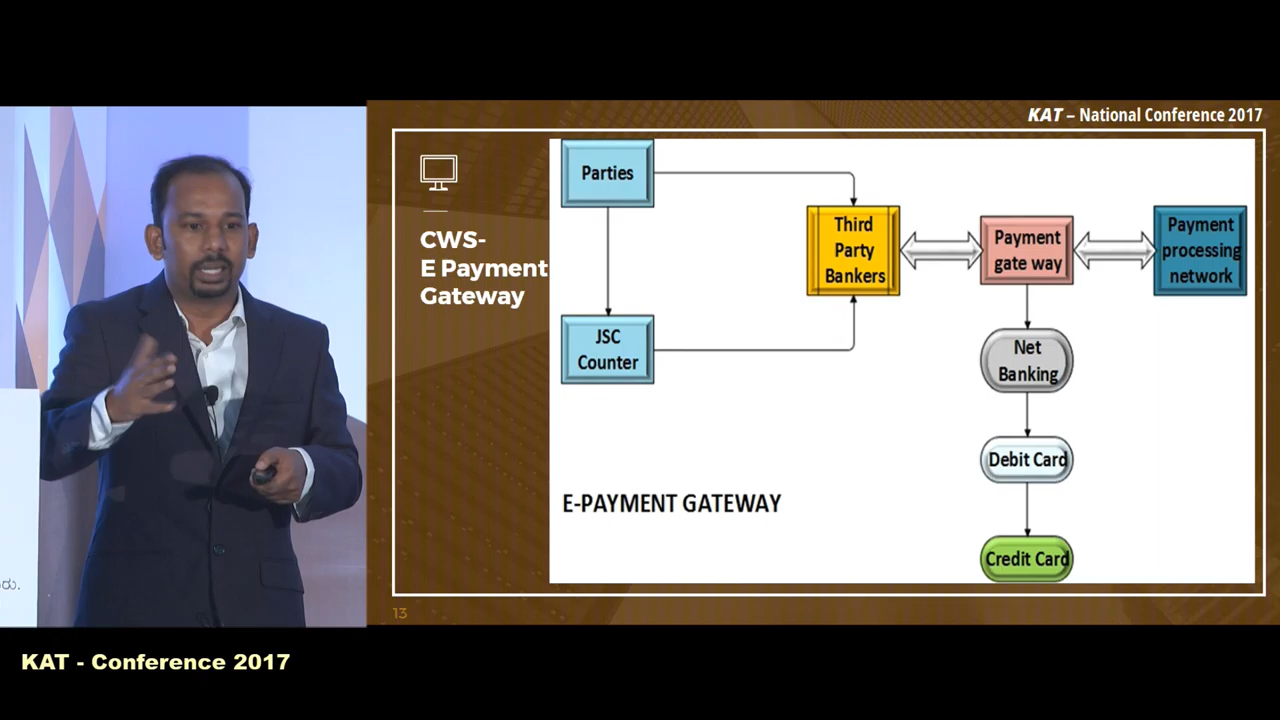 KAT – National Conference 2017
CWS-
E Payment
Gateway
Parties
JSC
Counter
Third
Party
Bankers
Payment
gate way
Payment
processing
network
Net
Banking
Debit Card
Credit Card
E-PAYMENT GATEWAY
13
KAT - Conference 2017